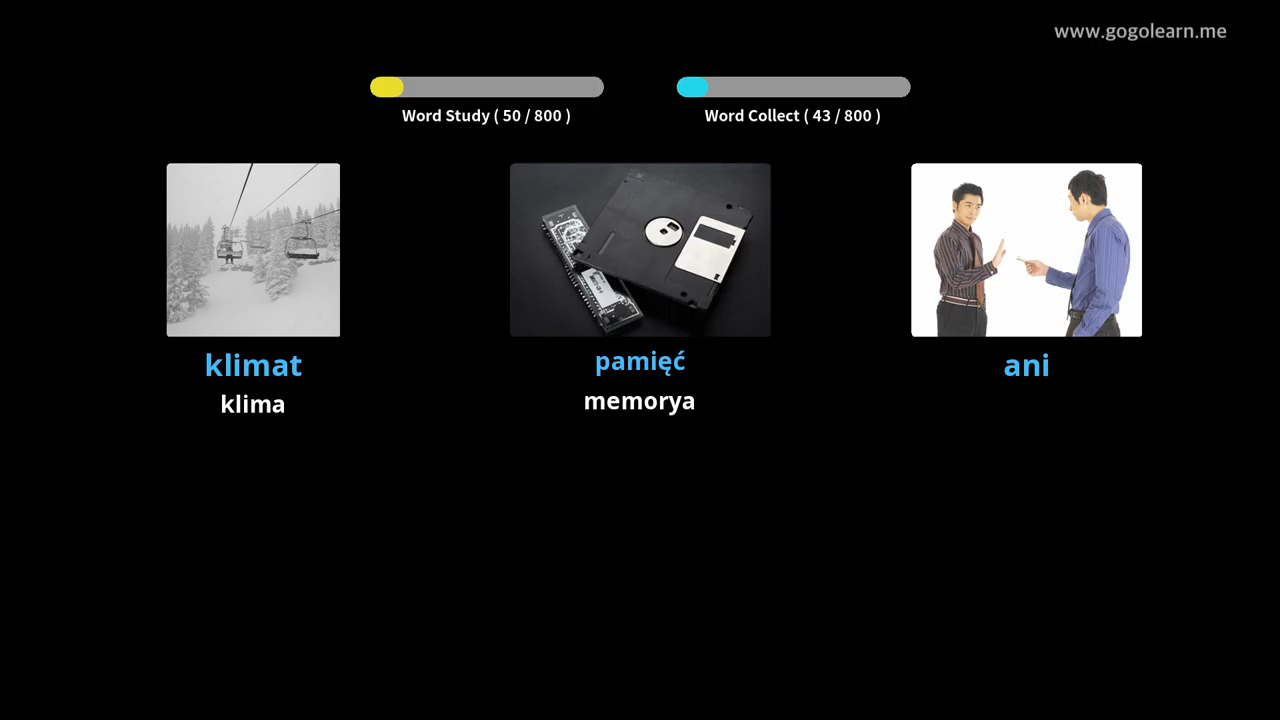 www.gogolearn.me
Word Study ( 50 / 800 )
Word Collect ( 43 / 800 )
klimat
klima
pamięć
memorya
ani